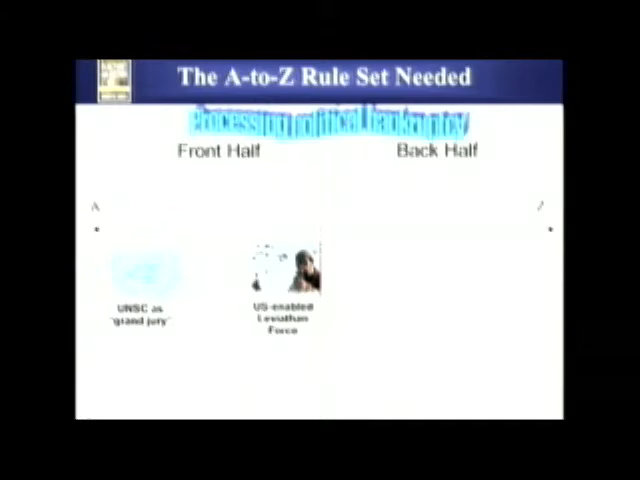 The A-to-Z Rule Set Needed
Processing political bankruptcy
Front Half
Back Half
A
Z
UNSC as
"grand jury"
US-enabled
Leviathan
Force